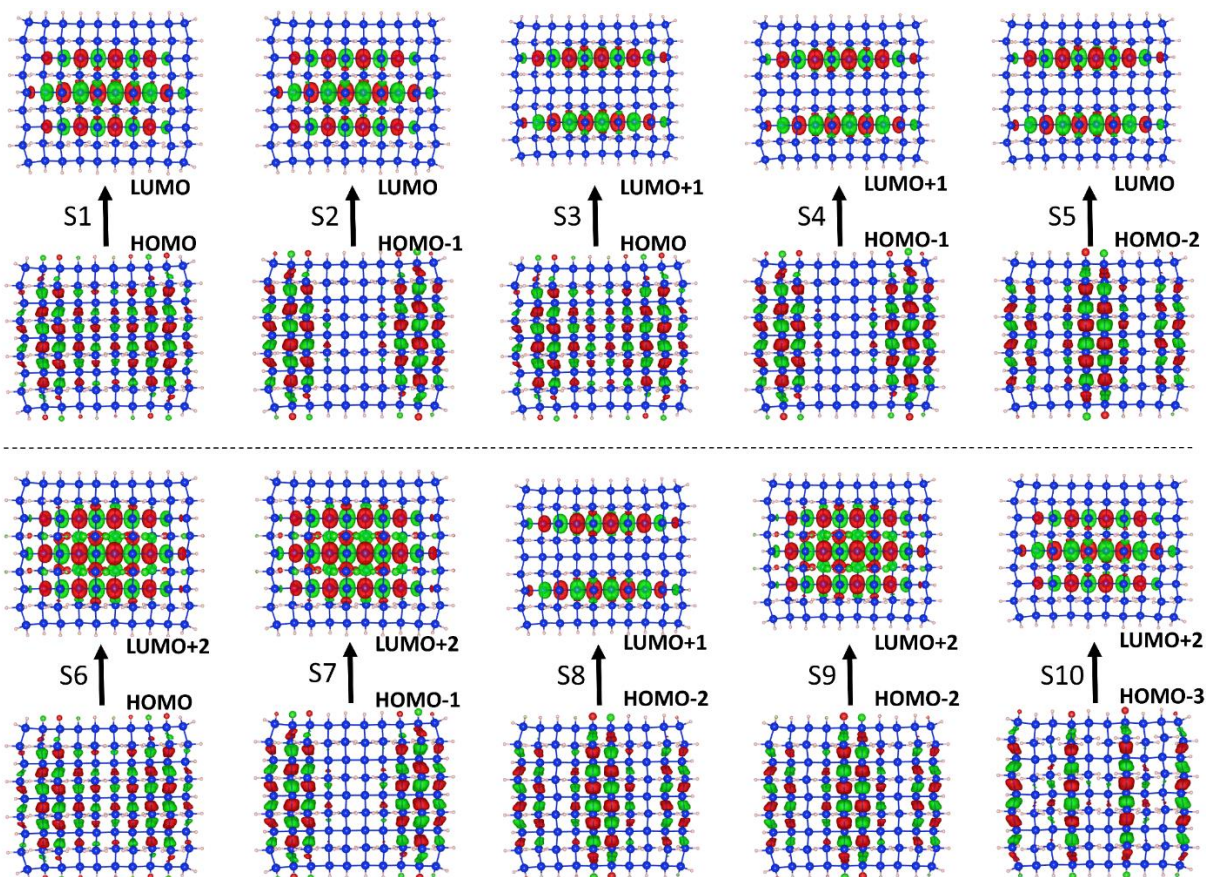 LUMO
S1
HOMO
LUMO
S2
HOMO-1
LUMO+1
S3
HOMO
LUMO+1
S4
HOMO-1
LUMO
S5
HOMO-2
LUMO+2
S6
HOMO
LUMO+2
S7
HOMO-1
LUMO+1
S8
HOMO-2
LUMO+2
S9
HOMO-2
LUMO+2
S10
HOMO-3